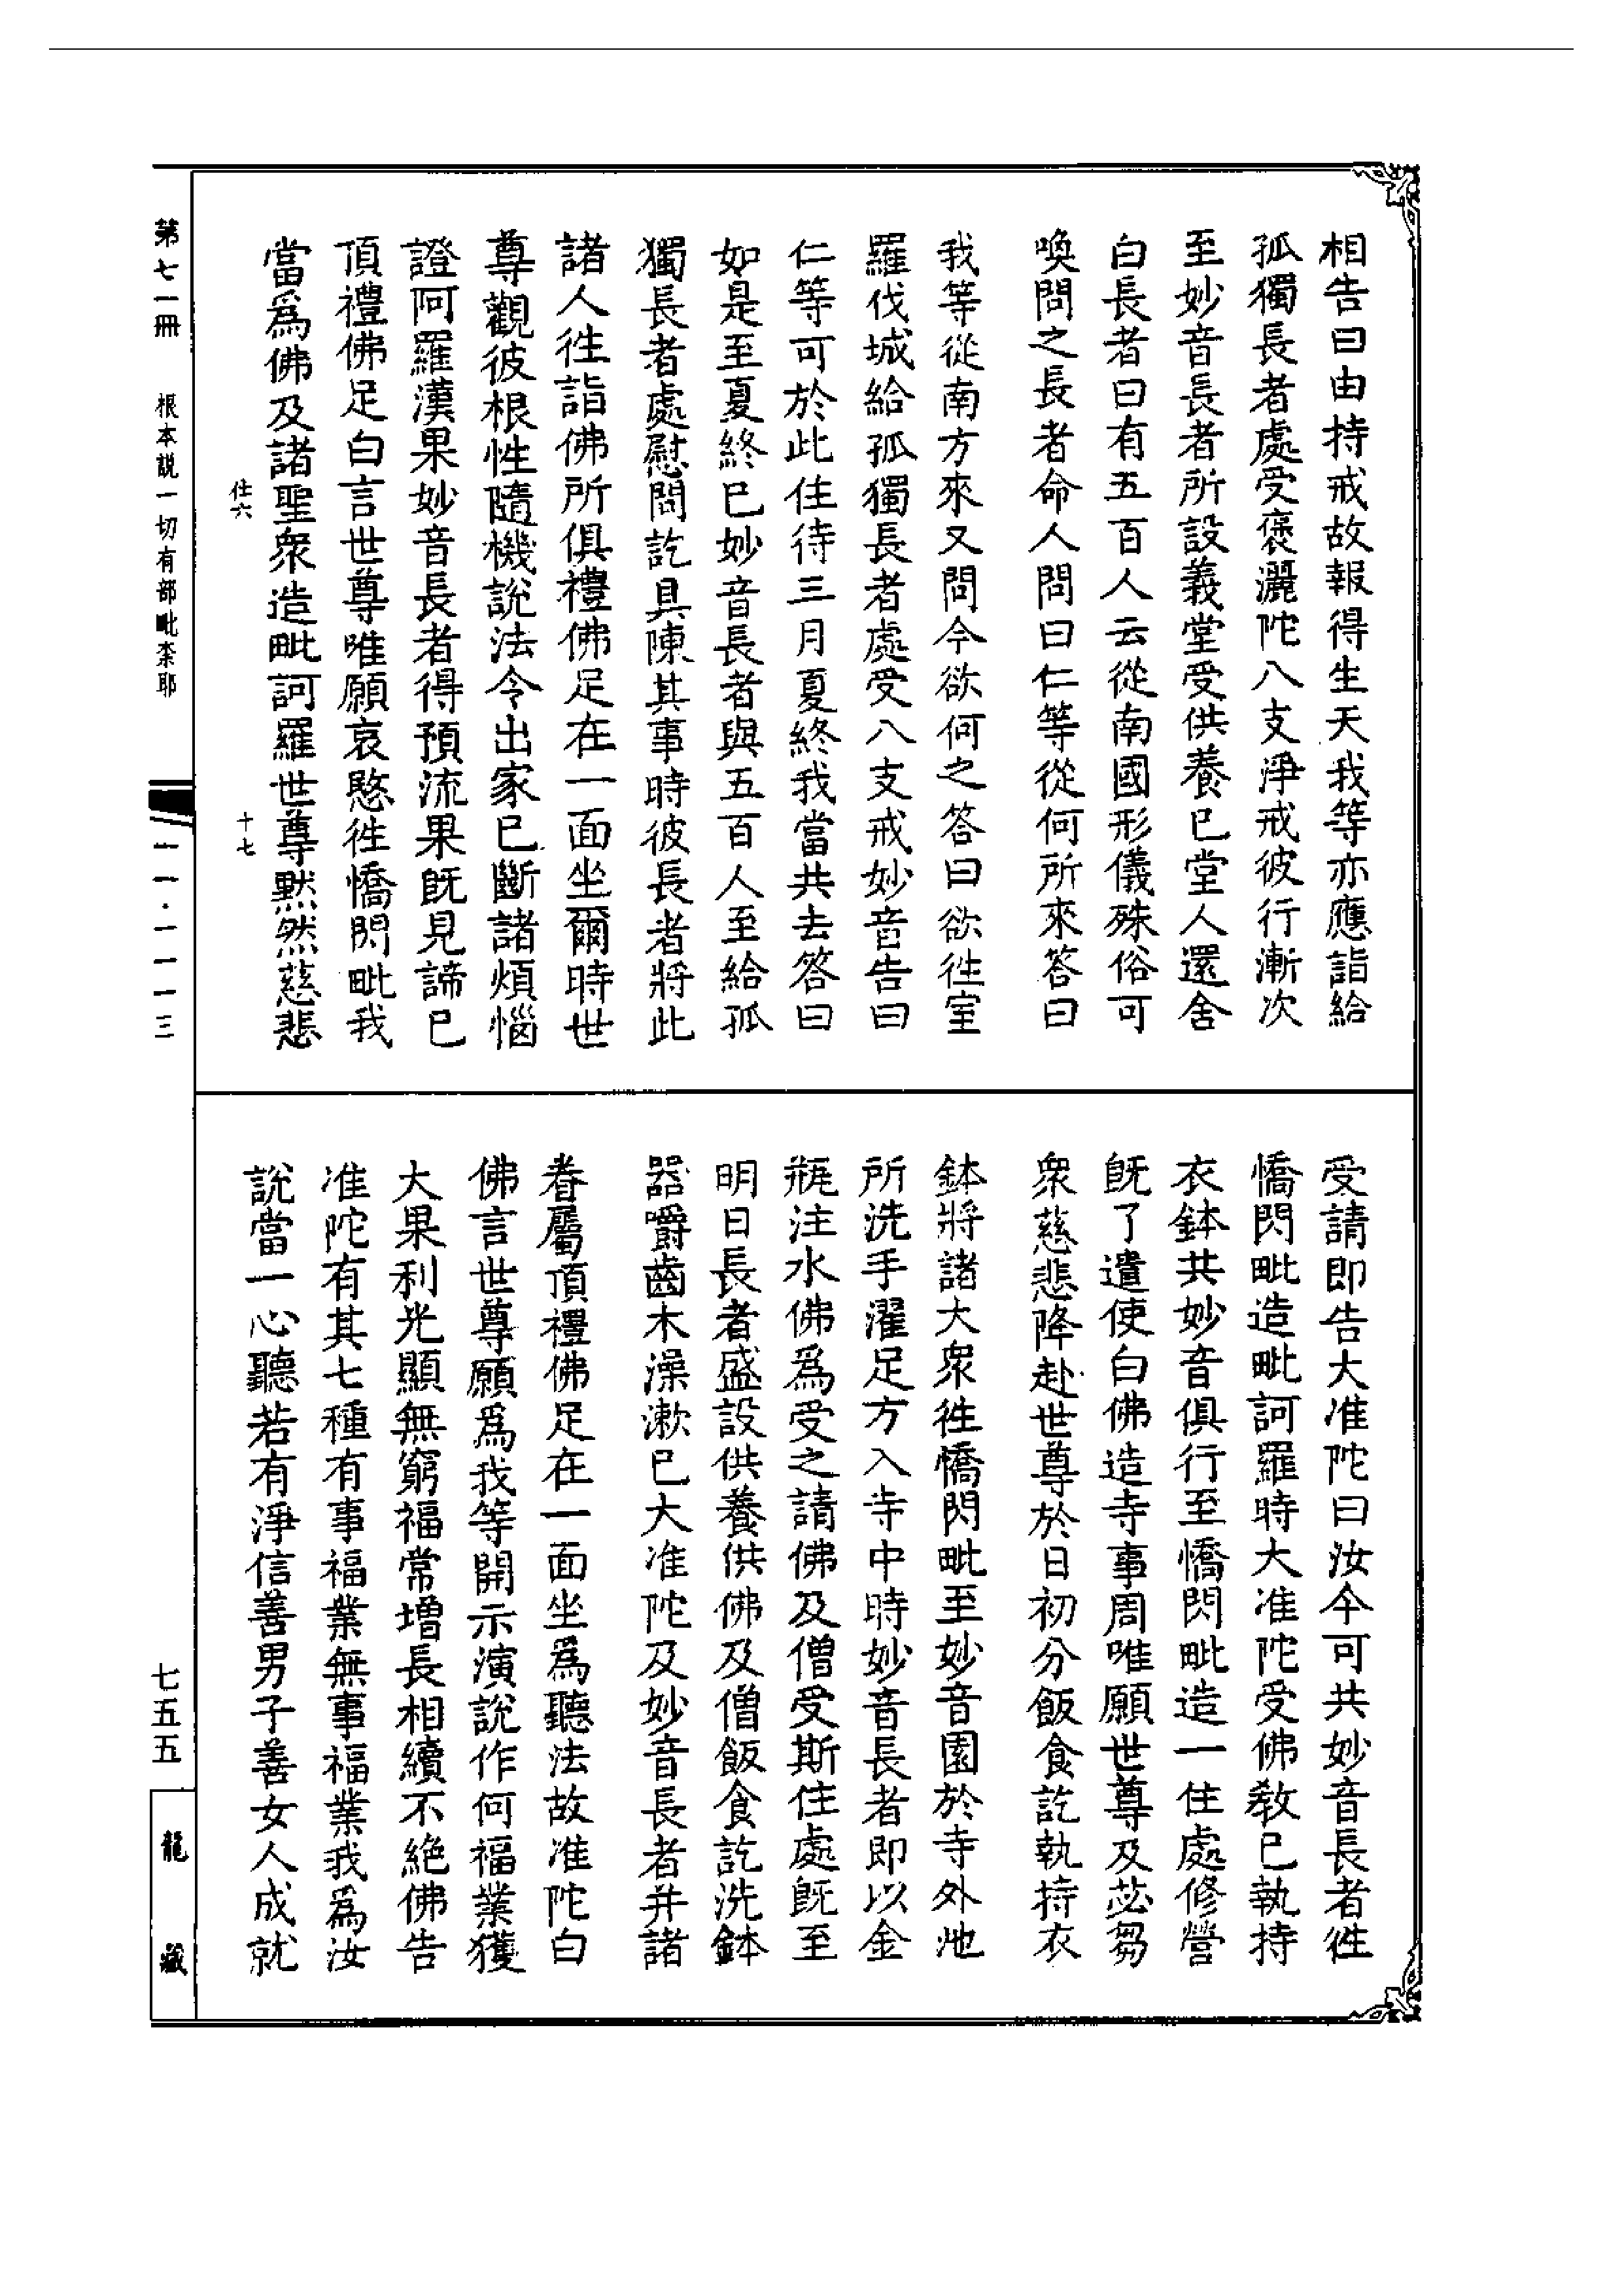 相告曰由持戒故報得生天我等亦應詣給
孤獨長者處受褒灑陀八支淨戒彼行漸次
至妙音長者所設義堂受供養已堂人還舍
白長者曰有五百人云從南國形儀殊俗可
喚問之長者命人問曰仁等從何所來答曰
我等從南方來又問今欲何之答曰欲徃室
羅伐城給孤獨長者處受八支戒妙音告曰
仁等可於此住待三月夏終我當共去答曰
如是至夏終已妙音長者與五百人至給孤
獨長者處慰問訖具陳其事時彼長者將此
諸人徃詣佛所俱禮佛足在一面坐爾時世
尊觀彼根性隨機說法令出家已斷諸煩惱
證阿羅漢果妙音長者得預流果旣見諦已
頂禮佛足白言世尊唯願哀愍徃憍閃毗我
當爲佛及諸聖衆造毗訶羅世尊黙然慈悲
受請即告大准陀曰汝今可共妙音長者徃
憍閃毗造毗訶羅時大准陀受佛敎已執持
衣鉢共妙音俱行至憍閃毗造一住處修營
旣了遣使白佛造寺事周唯願世尊及苾芻
衆慈悲降赴世尊於日初分飯食訖執持衣
鉢將諸大衆徃憍閃毗至妙音園於寺外池
所洗手濯足方入寺中時妙音長者即以金
瓶注水佛爲受之請佛及僧受斯住處旣至
明日長者盛設供養供佛及僧飯食訖洗鉢
器嚼齒木澡漱已大准陀及妙音長者并諸
眷屬頂禮佛足在一面坐爲聽法故准陀白
佛言世尊願爲我等開示演說作何福業獲
大果利光顯無窮福常增長相續不絕佛告
准陀有其七種有事福業無事福業我爲汝
說當一心聽若有淨信善男子善女人成就
仕六
十七
第七一冊
根本説一切有部毗柰耶
一一·一一一三
七五五
龍藏